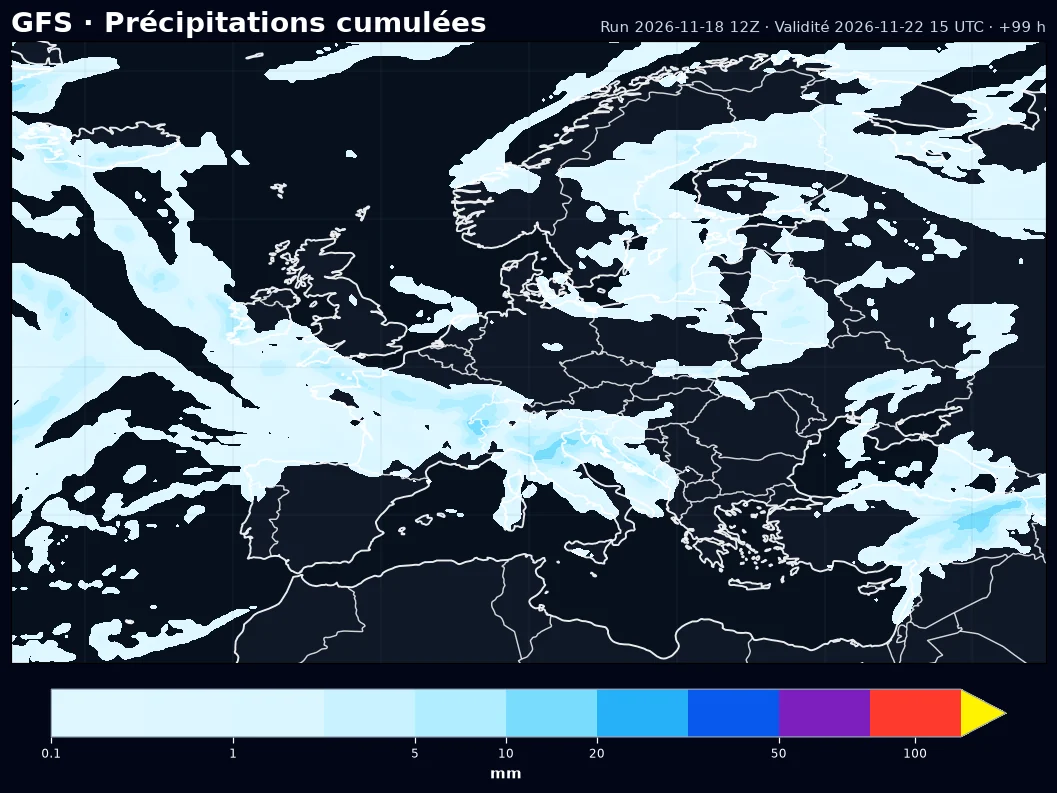 GFS · Précipitations cumulées
Run 2026-11-18 12Z · Validité 2026-11-22 15 UTC · +99 h
0.1 1 5 10 20 50 100
mm